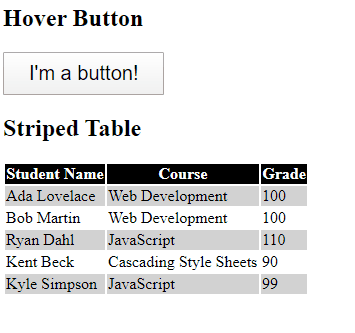 Hover Button
I'm a button!
Striped Table
Student Name Course Grade
Ada Lovelace Web Development 100
Bob Martin Web Development 100
Ryan Dahl JavaScript 110
Kent Beck Cascading Style Sheets 90
Kyle Simpson JavaScript 99